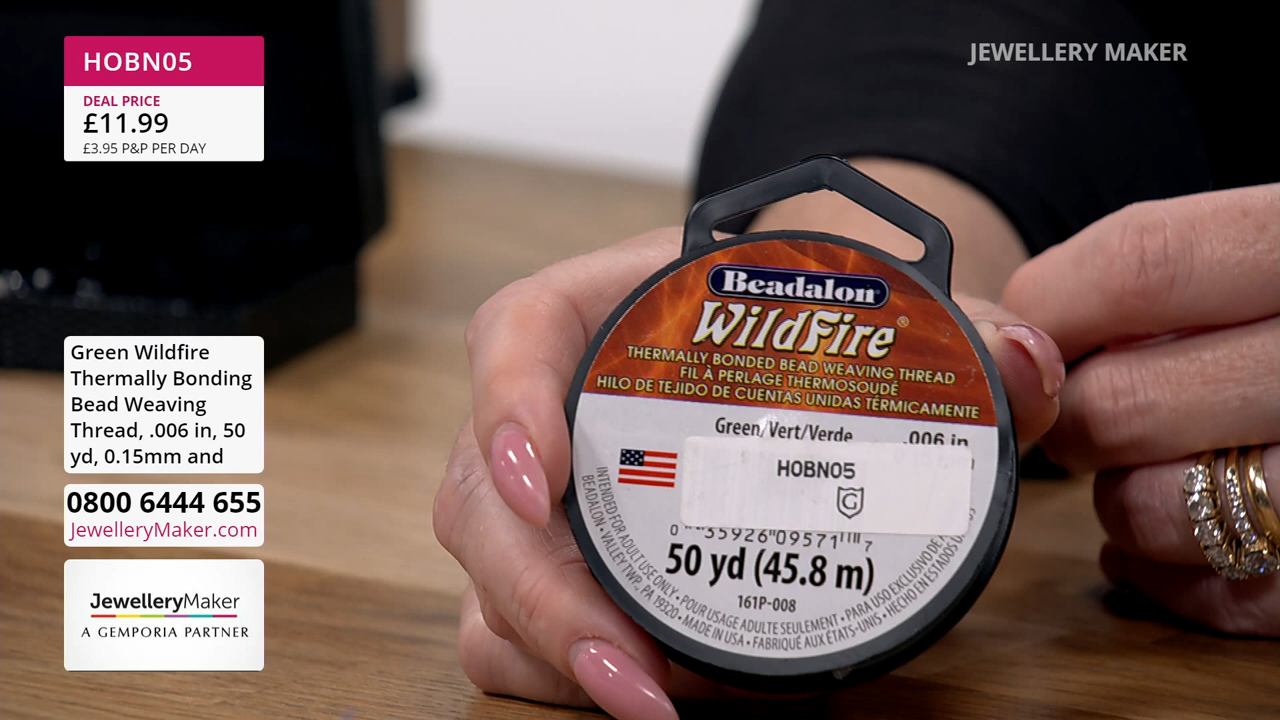 HOBN05
DEAL PRICE
£11.99
£3.95 P&P PER DAY
JEWELLERY MAKER
Green Wildfire
Thermally Bonding
Bead Weaving
Thread, .006 in, 50
yd, 0.15mm and
0800 6444 655
JewelleryMaker.com
JewelleryMaker
A GEMPORIA PARTNER
Beadalon
WildFire®
THERMALLY BONDED BEAD WEAVING THREAD
FIL À PERLAGE THERMOSOUDÉ
HILO DE TEJIDO DE CUENTAS UNIDAS TÉRMICAMENTE
Green/Vert/Verde .006 in
HOBN05
G
0 35926 09571 7
50 yd (45.8 m)
161P-008
INTENDED FOR ADULT USE ONLY • POUR USAGE ADULTE SEULEMENT • PARA USO EXCLUSIVO DE
BEADALON • VALLEY TWP., PA 19320 • MADE IN USA • FABRIQUÉ AUX ÉTATS-UNIS • HECHO EN ESTADOS